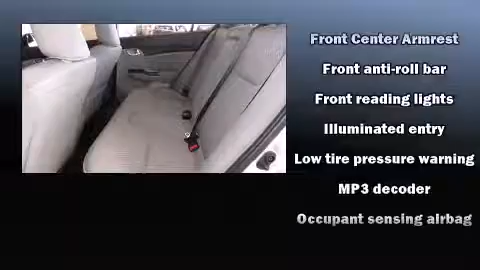 Front Center Armrest
Front anti-roll bar
Front reading lights
Illuminated entry
Low tire pressure warning
MP3 decoder
Occupant sensing airbag